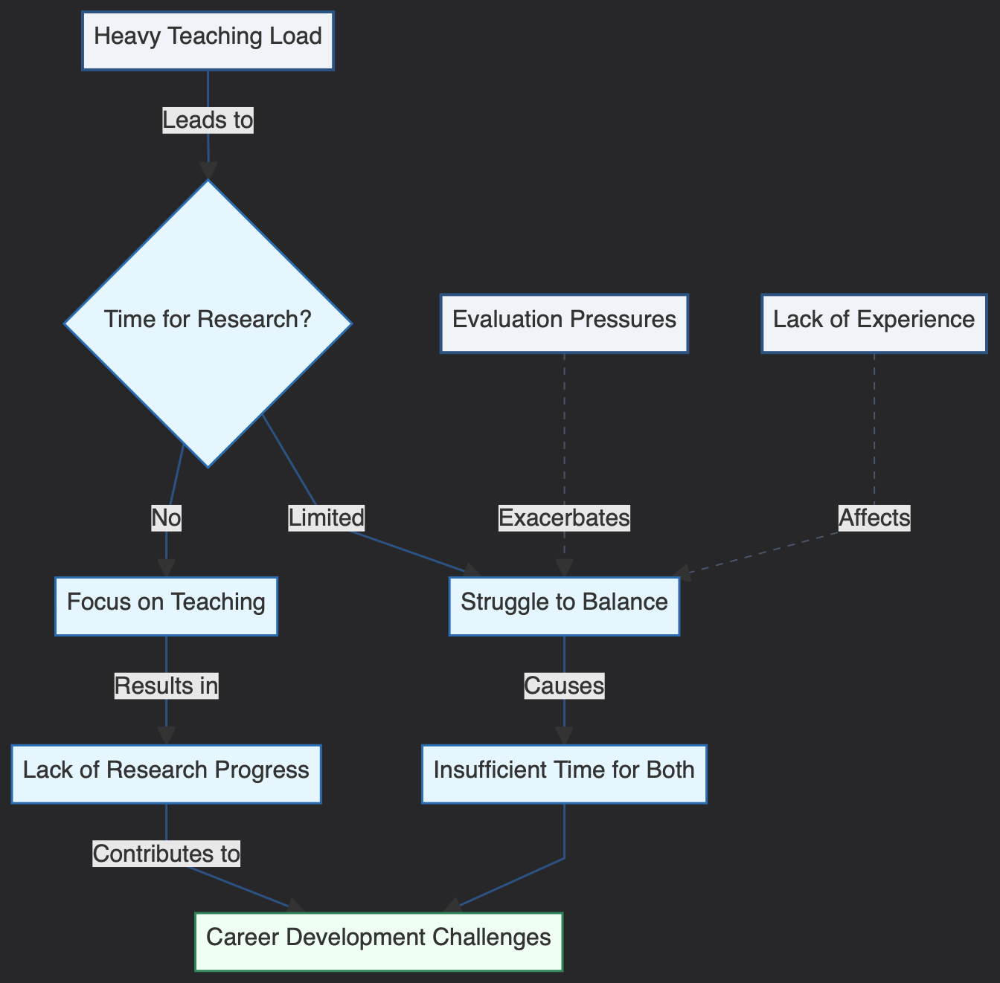 Heavy Teaching Load
Leads to
Time for Research?
Evaluation Pressures
Lack of Experience
No
Limited
Exacerbates
Affects
Focus on Teaching
Struggle to Balance
Results in
Causes
Lack of Research Progress
Insufficient Time for Both
Contributes to
Career Development Challenges